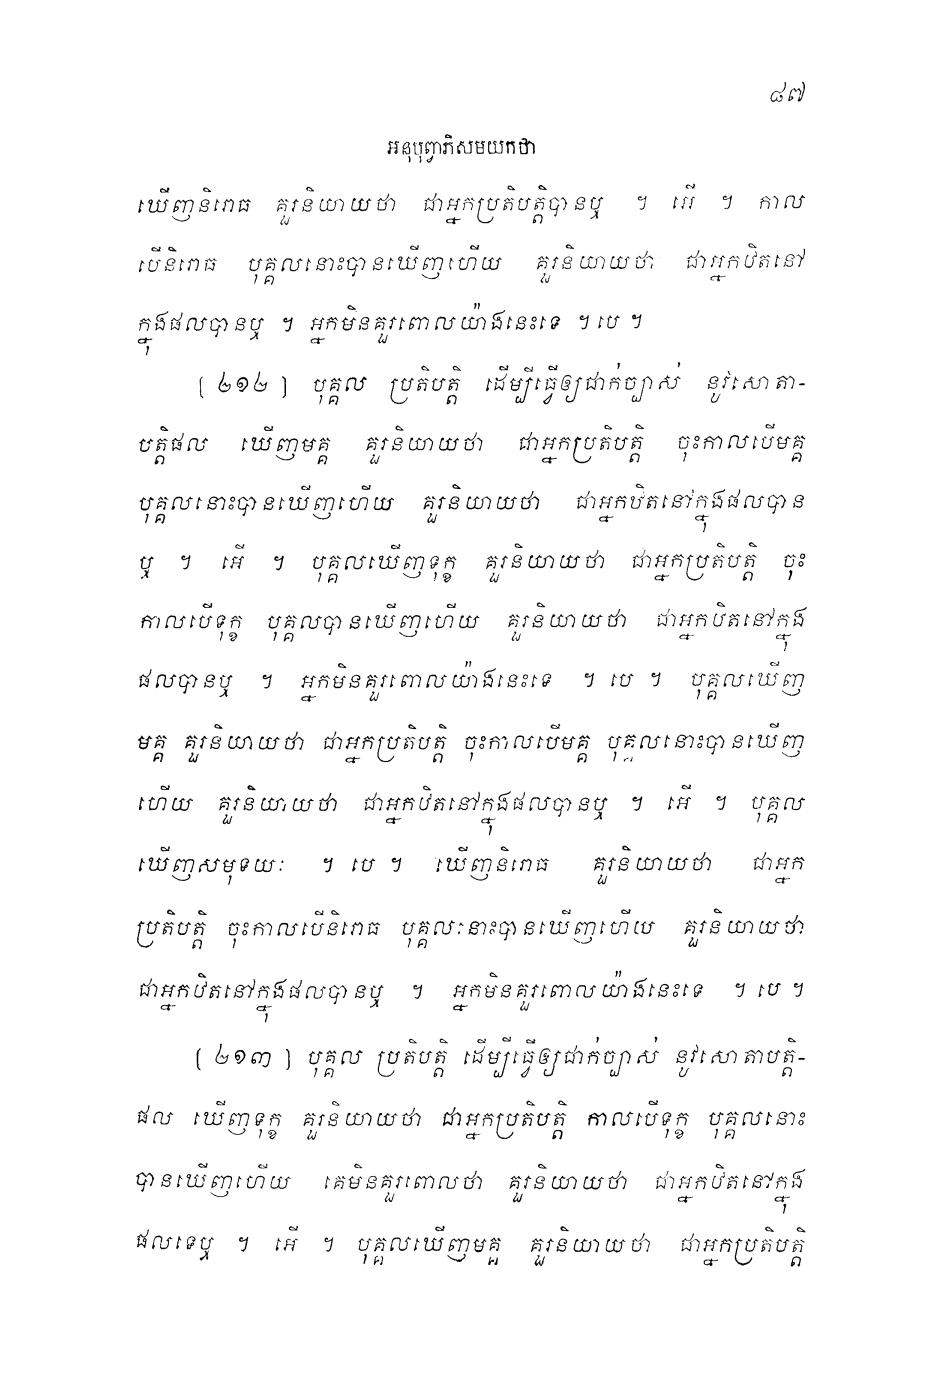 ៨៧
អនុបុព្វាភិសមយកថា
ឃើញនិរោធ គួរនិយាយថា ជាអ្នកប្រតិបត្តិបានឬ ។ អើ ។ កាល
បើនិរោធ បុគ្គលនោះបានឃើញហើយ គួរនិយាយថា ជាអ្នកឋិតនៅ
ក្នុងផលបានឬ ។ អ្នកមិនគួរពោលយ៉ាងនេះទេ ។ បេ ។
[ ២១២ ] បុគ្គល ប្រតិបត្តិ ដើម្បីធ្វើឲ្យជាក់ច្បាស់ នូវសោតា-
បត្តិផល ឃើញមគ្គ គួរនិយាយថា ជាអ្នកប្រតិបត្តិ ចុះកាលបើមគ្គ
បុគ្គលនោះបានឃើញហើយ គួរនិយាយថា ជាអ្នកឋិតនៅក្នុងផលបាន
ឬ ។ អើ ។ បុគ្គលឃើញទុក្ខ គួរនិយាយថា ជាអ្នកប្រតិបត្តិ ចុះ
កាលបើទុក្ខ បុគ្គលបានឃើញហើយ គួរនិយាយថា ជាអ្នកឋិតនៅក្នុង
ផលបានឬ ។ អ្នកមិនគួរពោលយ៉ាងនេះទេ ។ បេ ។ បុគ្គលឃើញ
មគ្គ គួរនិយាយថា ជាអ្នកប្រតិបត្តិ ចុះកាលបើមគ្គ បុគ្គលនោះបានឃើញ
ហើយ គួរនិយាយថា ជាអ្នកឋិតនៅក្នុងផលបានឬ ។ អើ ។ បុគ្គល
ឃើញសមុទយៈ ។ បេ ។ ឃើញនិរោធ គួរនិយាយថា ជាអ្នក
ប្រតិបត្តិ ចុះកាលបើនិរោធ បុគ្គលនោះបានឃើញហើយ គួរនិយាយថា
ជាអ្នកឋិតនៅក្នុងផលបានឬ ។ អ្នកមិនគួរពោលយ៉ាងនេះទេ ។ បេ ។
[ ២១៣ ] បុគ្គល ប្រតិបត្តិ ដើម្បីធ្វើឲ្យជាក់ច្បាស់ នូវសោតាបត្តិ-
ផល ឃើញទុក្ខ គួរនិយាយថា ជាអ្នកប្រតិបត្តិ កាលបើទុក្ខ បុគ្គលនោះ
បានឃើញហើយ គេមិនគួរពោលថា គួរនិយាយថា ជាអ្នកឋិតនៅក្នុង
ផលទេឬ ។ អើ ។ បុគ្គលឃើញមគ្គ គួរនិយាយថា ជាអ្នកប្រតិបត្តិ